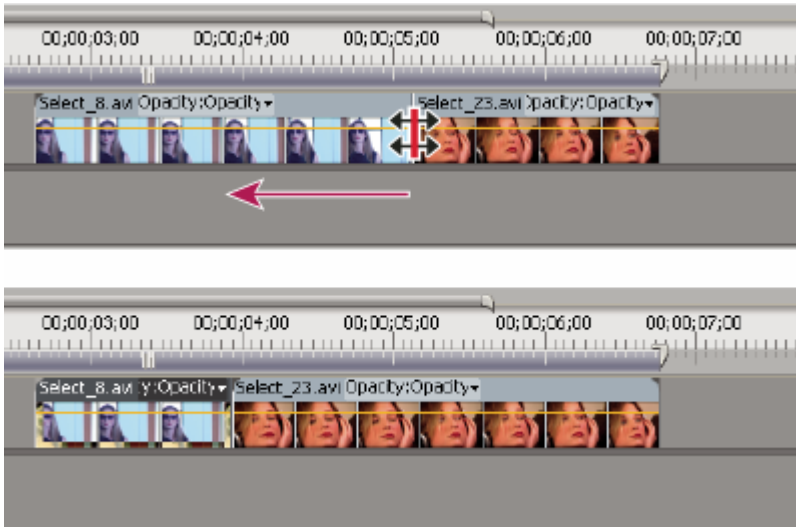 00;00;03;00 00;00;04;00 00;00;05;00 00;00;06;00 00;00;07;00
Select_8.avi Opacity:Opacity Select_23.avi pacity:Opacity
00;00;03;00 00;00;04;00 00;00;05;00 00;00;06;00 00;00;07;00
Select_8.avi y:Opacity Select_23.avi Opacity:Opacity